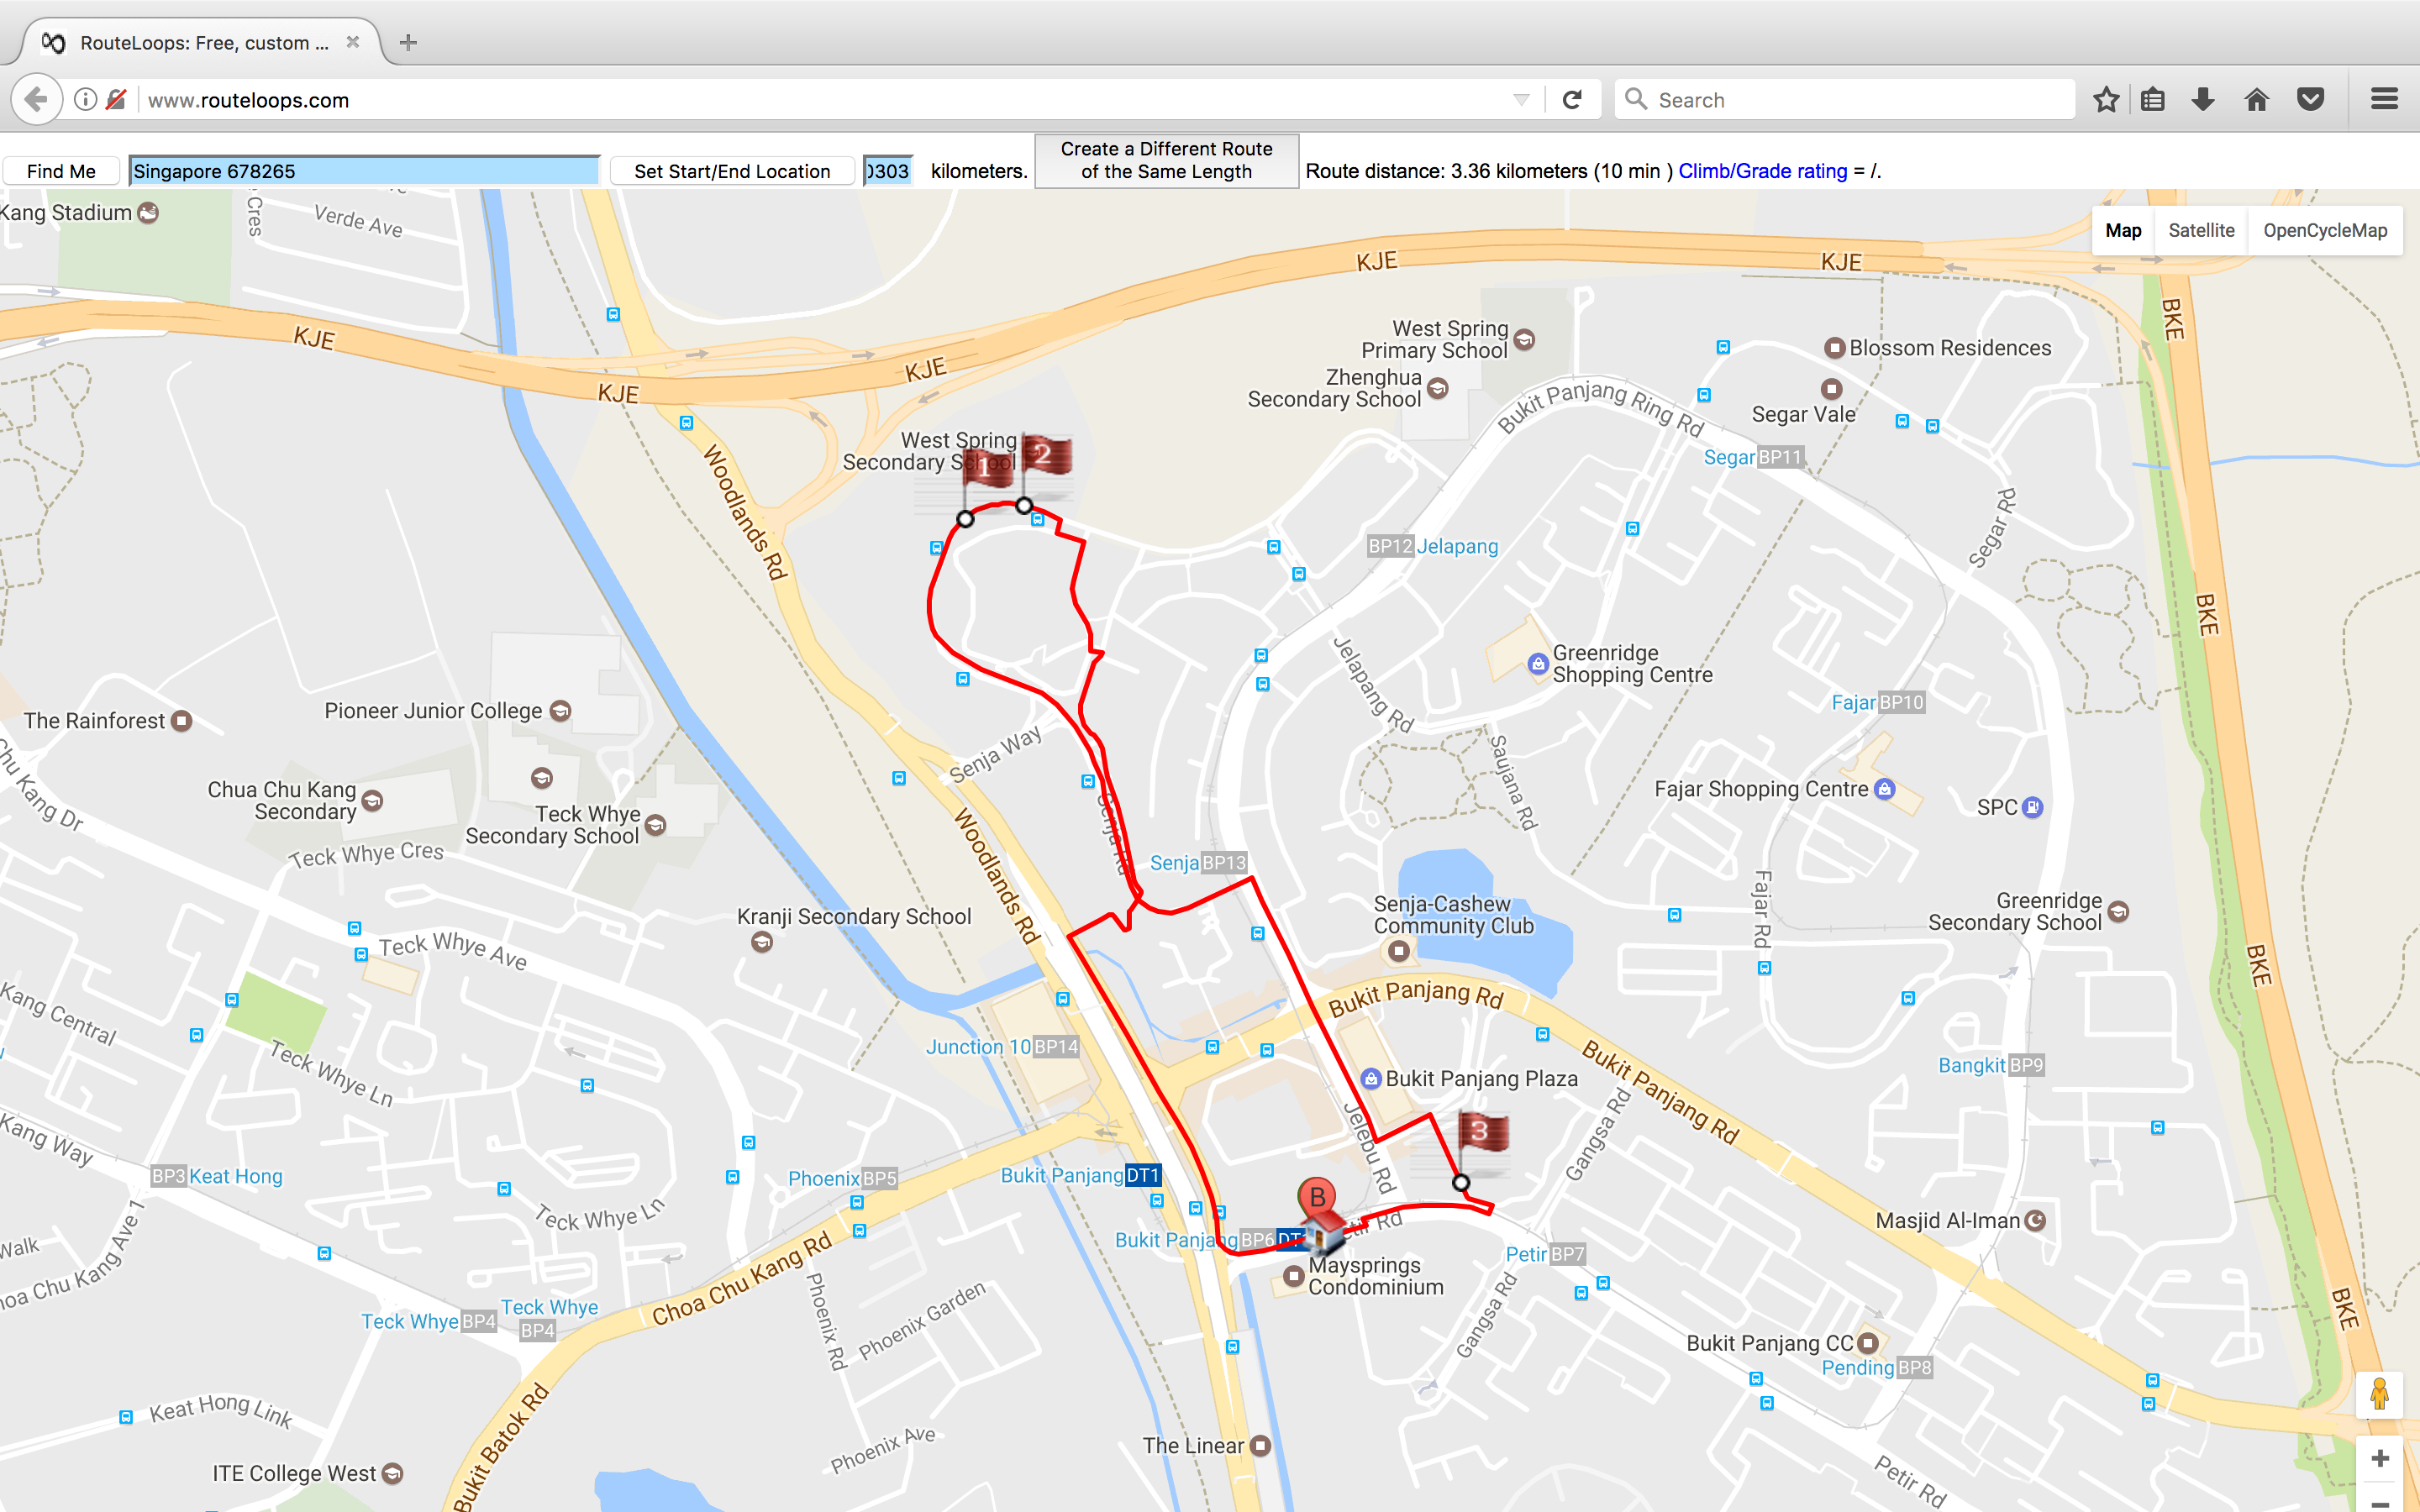 RouteLoops: Free, custom ...
www.routeloops.com
Search
Find Me
Singapore 678265
Set Start/End Location
0303
kilometers.
Create a Different Route
of the Same Length
Route distance: 3.36 kilometers (10 min ) Climb/Grade rating = /.
Kang Stadium
Cres
Verde Ave
Map
Satellite
OpenCycleMap
KJE
KJE
KJE
KJE
KJE
BKE
West Spring
Primary School
Zhenghua
Secondary School
Blossom Residences
Segar Vale
Bukit Panjang Ring Rd
West Spring
Secondary School
1
2
Segar BP11
Woodlands Rd
Segar Rd
BP12 Jelapang
BKE
Jelapang Rd
Greenridge
Shopping Centre
Fajar BP10
The Rainforest
Pioneer Junior College
Senja Way
Saujana Rd
Chu Kang Dr
Chua Chu Kang
Secondary
Teck Whye
Secondary School
Teck Whye Cres
Woodlands Rd
Senja Rd
Senja BP13
Fajar Shopping Centre
SPC
Fajar Rd
Greenridge
Secondary School
Kranji Secondary School
Senja-Cashew
Community Club
Teck Whye Ave
Bukit Panjang Rd
BKE
Kang Central
Teck Whye Ln
Junction 10 BP14
Bukit Panjang Rd
Bangkit BP9
Bukit Panjang Plaza
Gangsa Rd
Jelebu Rd
3
Kang Way
BP3 Keat Hong
Phoenix BP5
Bukit Panjang DT1
B
Masjid Al-Iman
Teck Whye Ln
Walk
Choa Chu Kang Ave 1
Bukit Panjang BP6
Petir BP7
Maysprings
Condominium
Choa Chu Kang Rd
Phoenix Rd
Phoenix Garden
Gangsa Rd
BKE
Teck Whye BP4
Teck Whye
BP4
Bukit Panjang CC
Pending BP8
Keat Hong Link
Bukit Batok Rd
Phoenix Ave
The Linear
ITE College West
Petir Rd